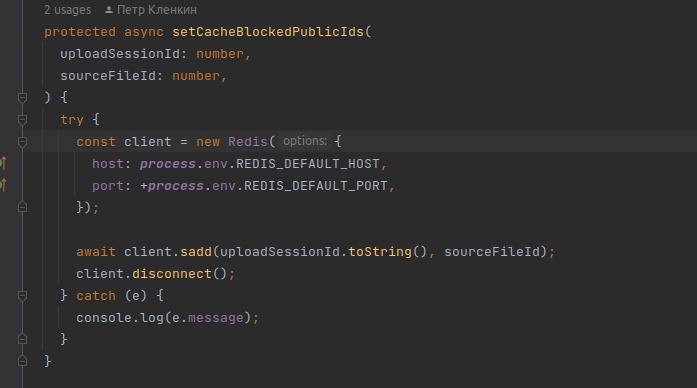 2 usages Петр Кленкин
protected async setCacheBlockedPublicIds(
uploadSessionId: number,
sourceFileId: number,
) {
try {
const client = new Redis( options: {
host: process.env.REDIS_DEFAULT_HOST,
port: +process.env.REDIS_DEFAULT_PORT,
});
await client.sadd(uploadSessionId.toString(), sourceFileId);
client.disconnect();
} catch (e) {
console.log(e.message);
}
}